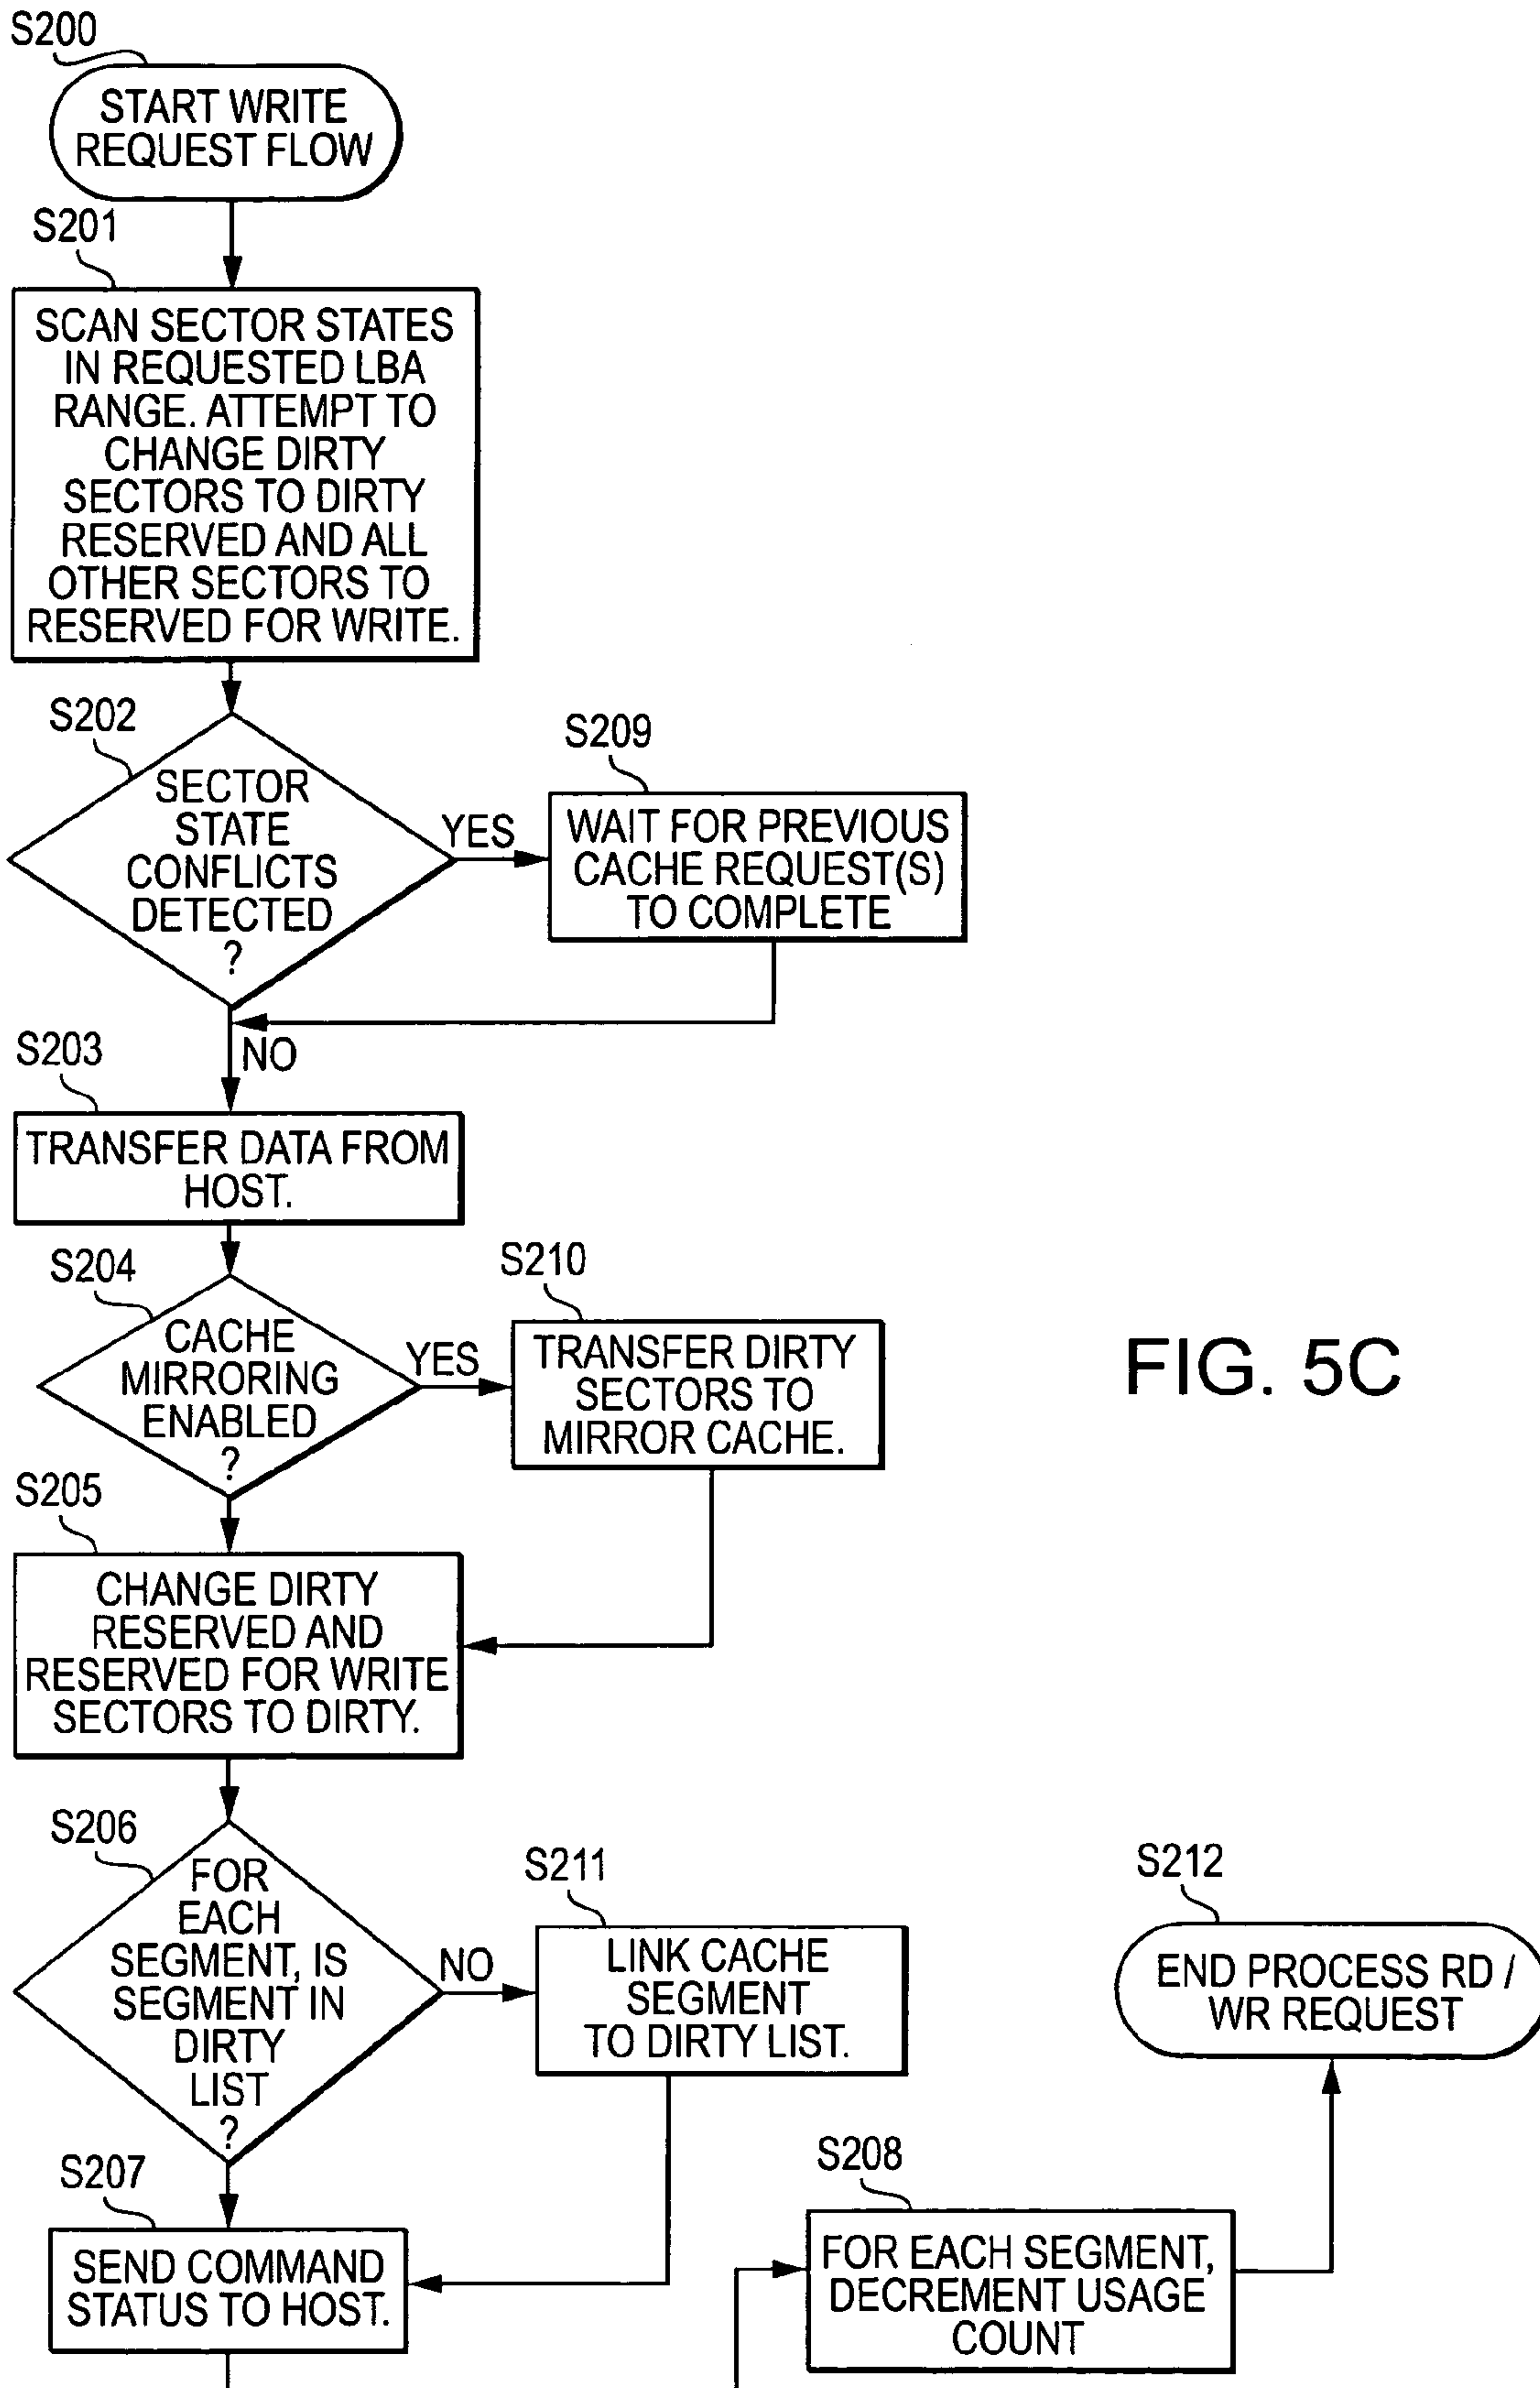 S200
START WRITE
REQUEST FLOW
S201
SCAN SECTOR STATES
IN REQUESTED LBA
RANGE. ATTEMPT TO
CHANGE DIRTY
SECTORS TO DIRTY
RESERVED AND ALL
OTHER SECTORS TO
RESERVED FOR WRITE.
S202
SECTOR
STATE
CONFLICTS
DETECTED
?
YES
S209
WAIT FOR PREVIOUS
CACHE REQUEST(S)
TO COMPLETE
NO
S203
TRANSFER DATA FROM
HOST.
S204
CACHE
MIRRORING
ENABLED
?
YES
S210
TRANSFER DIRTY
SECTORS TO
MIRROR CACHE.
FIG. 5C
S205
CHANGE DIRTY
RESERVED AND
RESERVED FOR WRITE
SECTORS TO DIRTY.
S206
FOR
EACH
SEGMENT, IS
SEGMENT IN
DIRTY
LIST
?
NO
S211
LINK CACHE
SEGMENT
TO DIRTY LIST.
S212
END PROCESS RD /
WR REQUEST
S207
SEND COMMAND
STATUS TO HOST.
S208
FOR EACH SEGMENT,
DECREMENT USAGE
COUNT